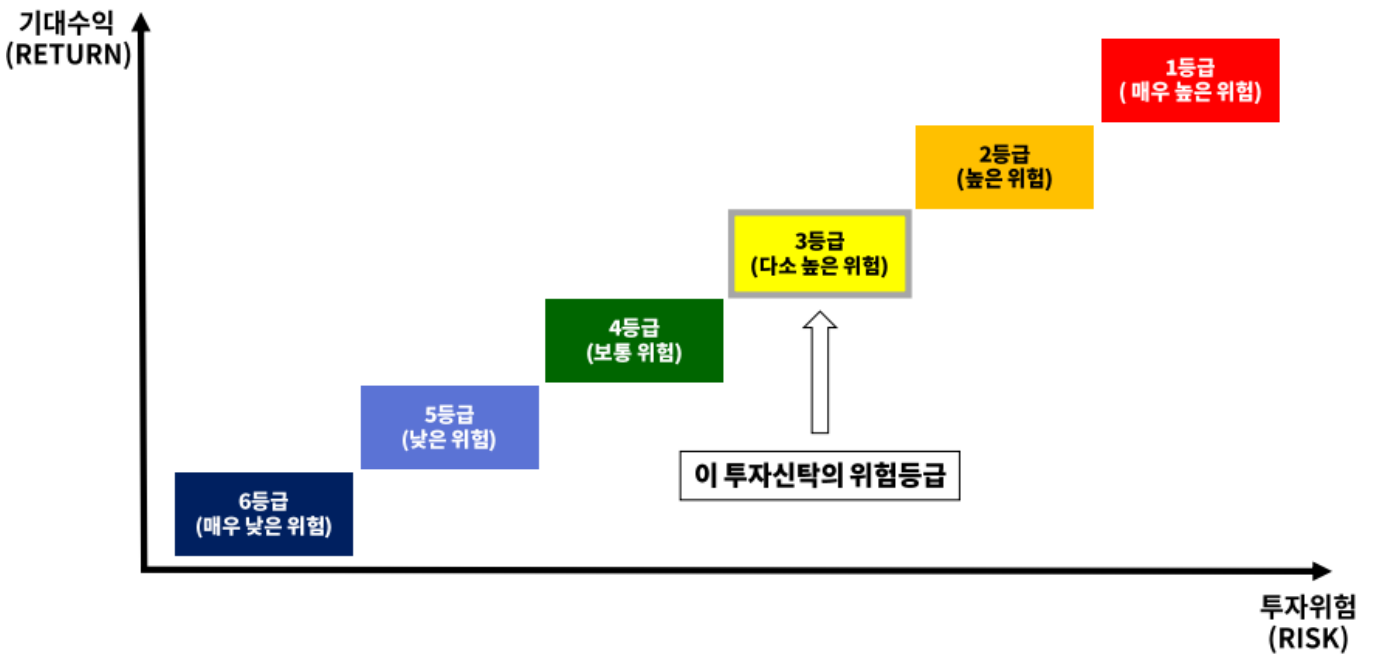 기대수익
(RETURN)
1등급
( 매우 높은 위험)
2등급
(높은 위험)
3등급
(다소 높은 위험)
4등급
(보통 위험)
5등급
(낮은 위험)
이 투자신탁의 위험등급
6등급
(매우 낮은 위험)
투자위험
(RISK)